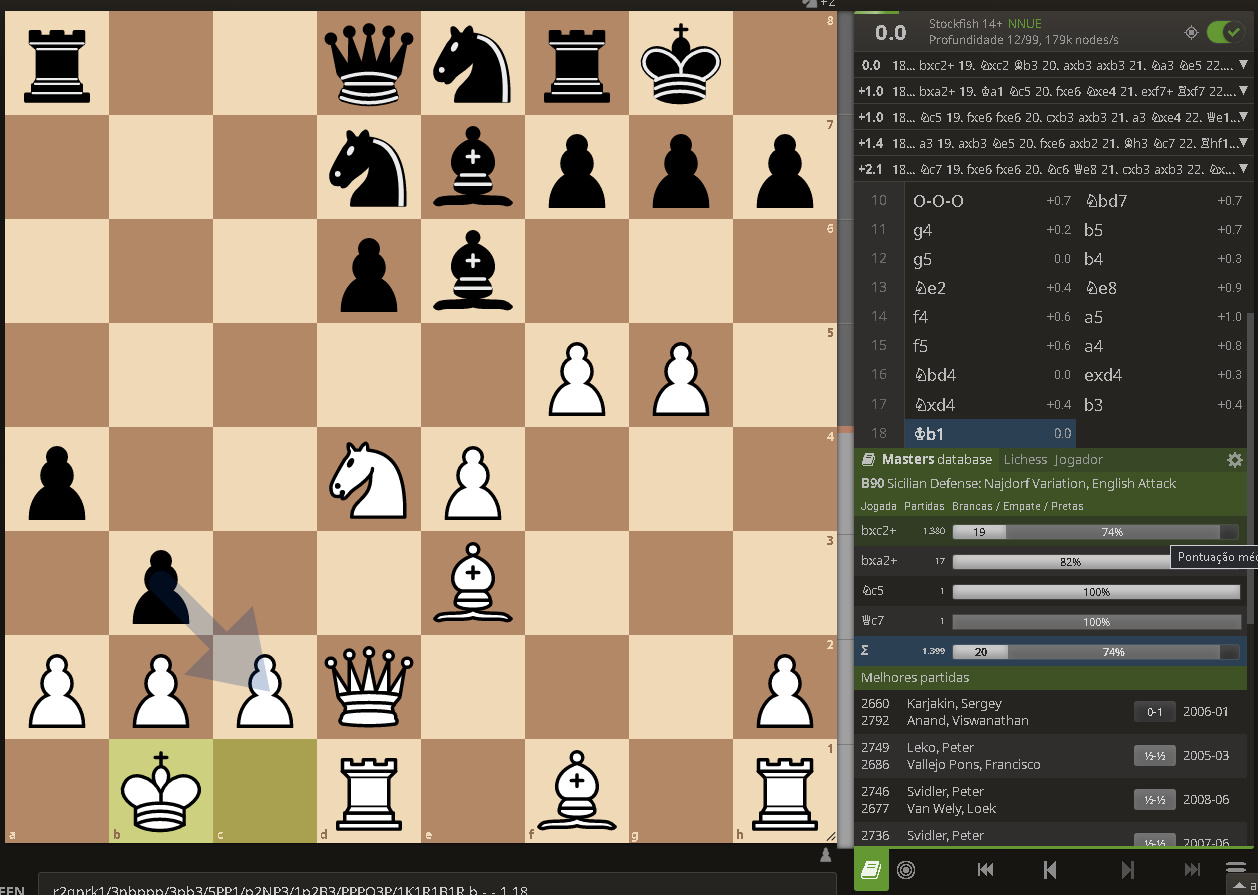 +2
8
7
6
5
4
3
2
1
a b c d e f g h
0.0
Stockfish 14+ NNUE
Profundidade 12/99, 179k nodes/s
0.0 18... bxc2+ 19. ♘xc2 ♗b3 20. axb3 axb3 21. ♘a3 ♘e5 22....
+1.0 18... bxa2+ 19. ♔a1 ♘c5 20. fxe6 ♘xe4 21. exf7+ ♖xf7 22....
+1.0 18... ♘c5 19. fxe6 fxe6 20. cxb3 axb3 21. a3 ♘xe4 22. ♕e1...
+1.4 18... a3 19. axb3 ♘e5 20. fxe6 axb2 21. ♗h3 ♘c7 22. ♖hf1...
+2.1 18... ♘c7 19. fxe6 fxe6 20. ♘c6 ♕e8 21. cxb3 axb3 22. ♘x...
10 O-O-O +0.7 ♘bd7 +0.7
11 g4 +0.2 b5 +0.7
12 g5 0.0 b4 +0.3
13 ♘e2 +0.4 ♘e8 +0.9
14 f4 +0.6 a5 +1.0
15 f5 +0.6 a4 +0.8
16 ♘bd4 0.0 exd4 +0.3
17 ♘xd4 +0.4 b3 +0.4
18 ♔b1 0.0
Masters database Lichess Jogador
B90 Sicilian Defense: Najdorf Variation, English Attack
Jogada Partidas Brancas / Empate / Pretas
bxc2+ 1.380 19 74%
Pontuação
bxa2+ 17 82%
♘c5 1 100%
♕c7 1 100%
Σ 1.399 20 74%
Melhores partidas
2660 Karjakin, Sergey
2792 Anand, Viswanathan
0-1 2006-01
2749 Leko, Peter
2686 Vallejo Pons, Francisco
½-½ 2005-03
2746 Svidler, Peter
2677 Van Wely, Loek
½-½ 2008-06
2736 Svidler, Peter
½-½ 2007-06
FEN